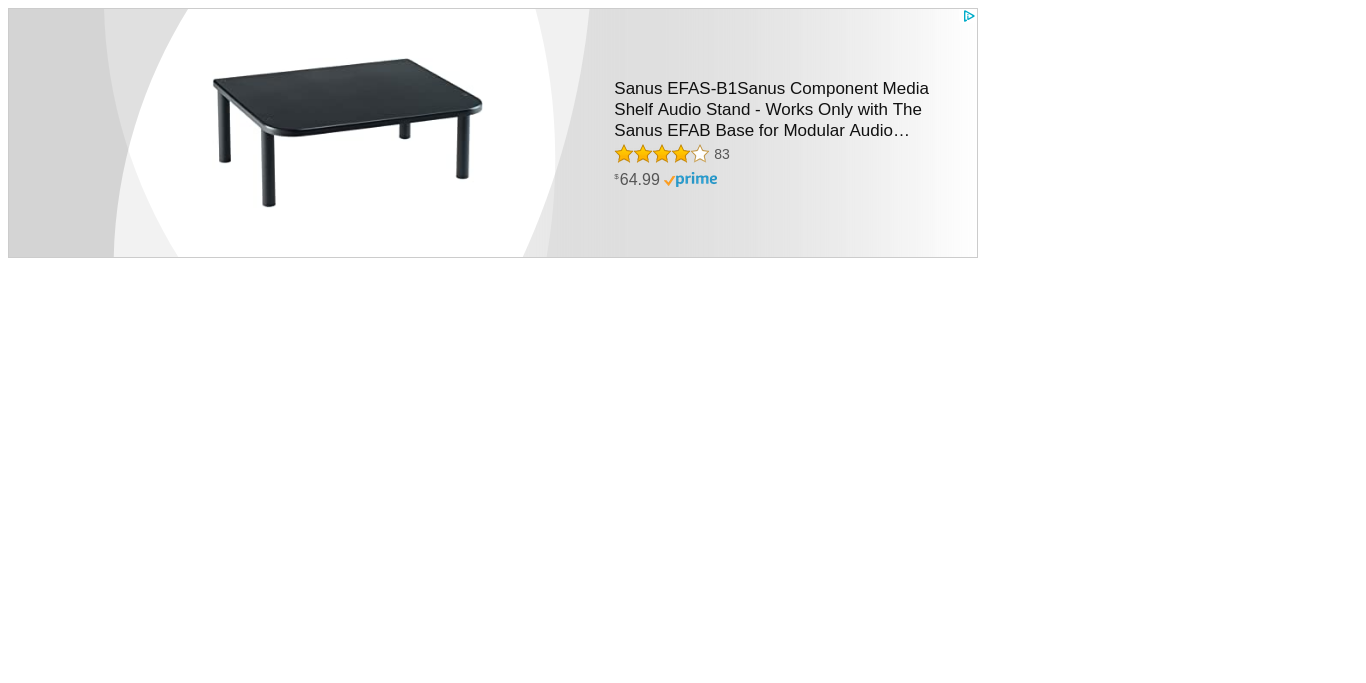 Sanus EFAS-B1Sanus Component Media
Shelf Audio Stand - Works Only with The
Sanus EFAB Base for Modular Audio…
83
$64.99 prime